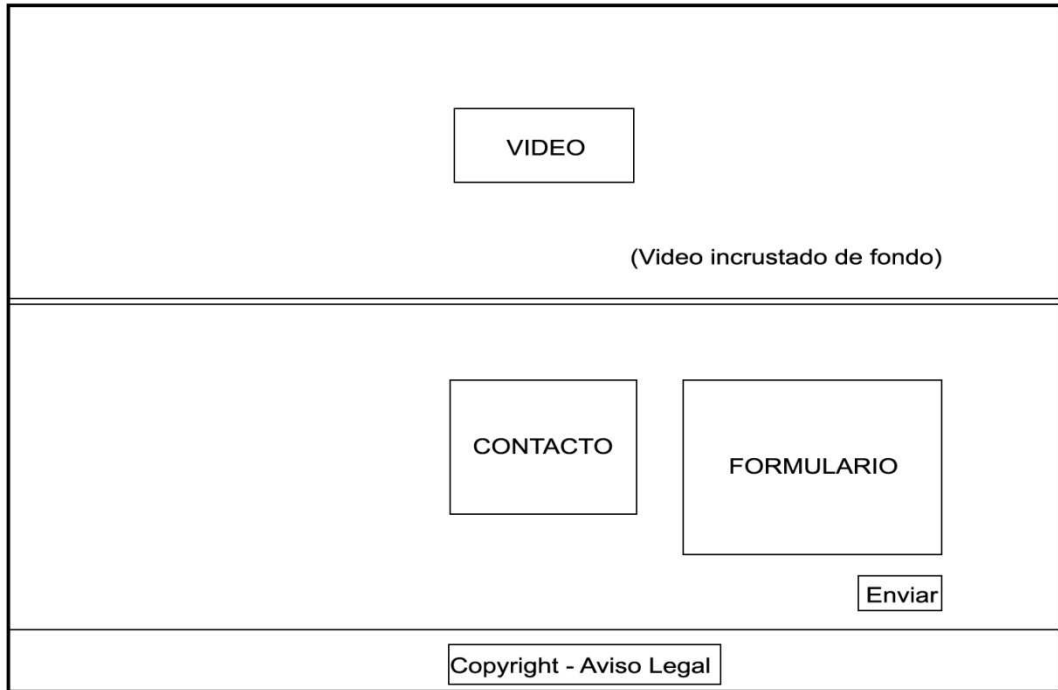 VIDEO
(Video incrustado de fondo)
CONTACTO
FORMULARIO
Enviar
Copyright - Aviso Legal